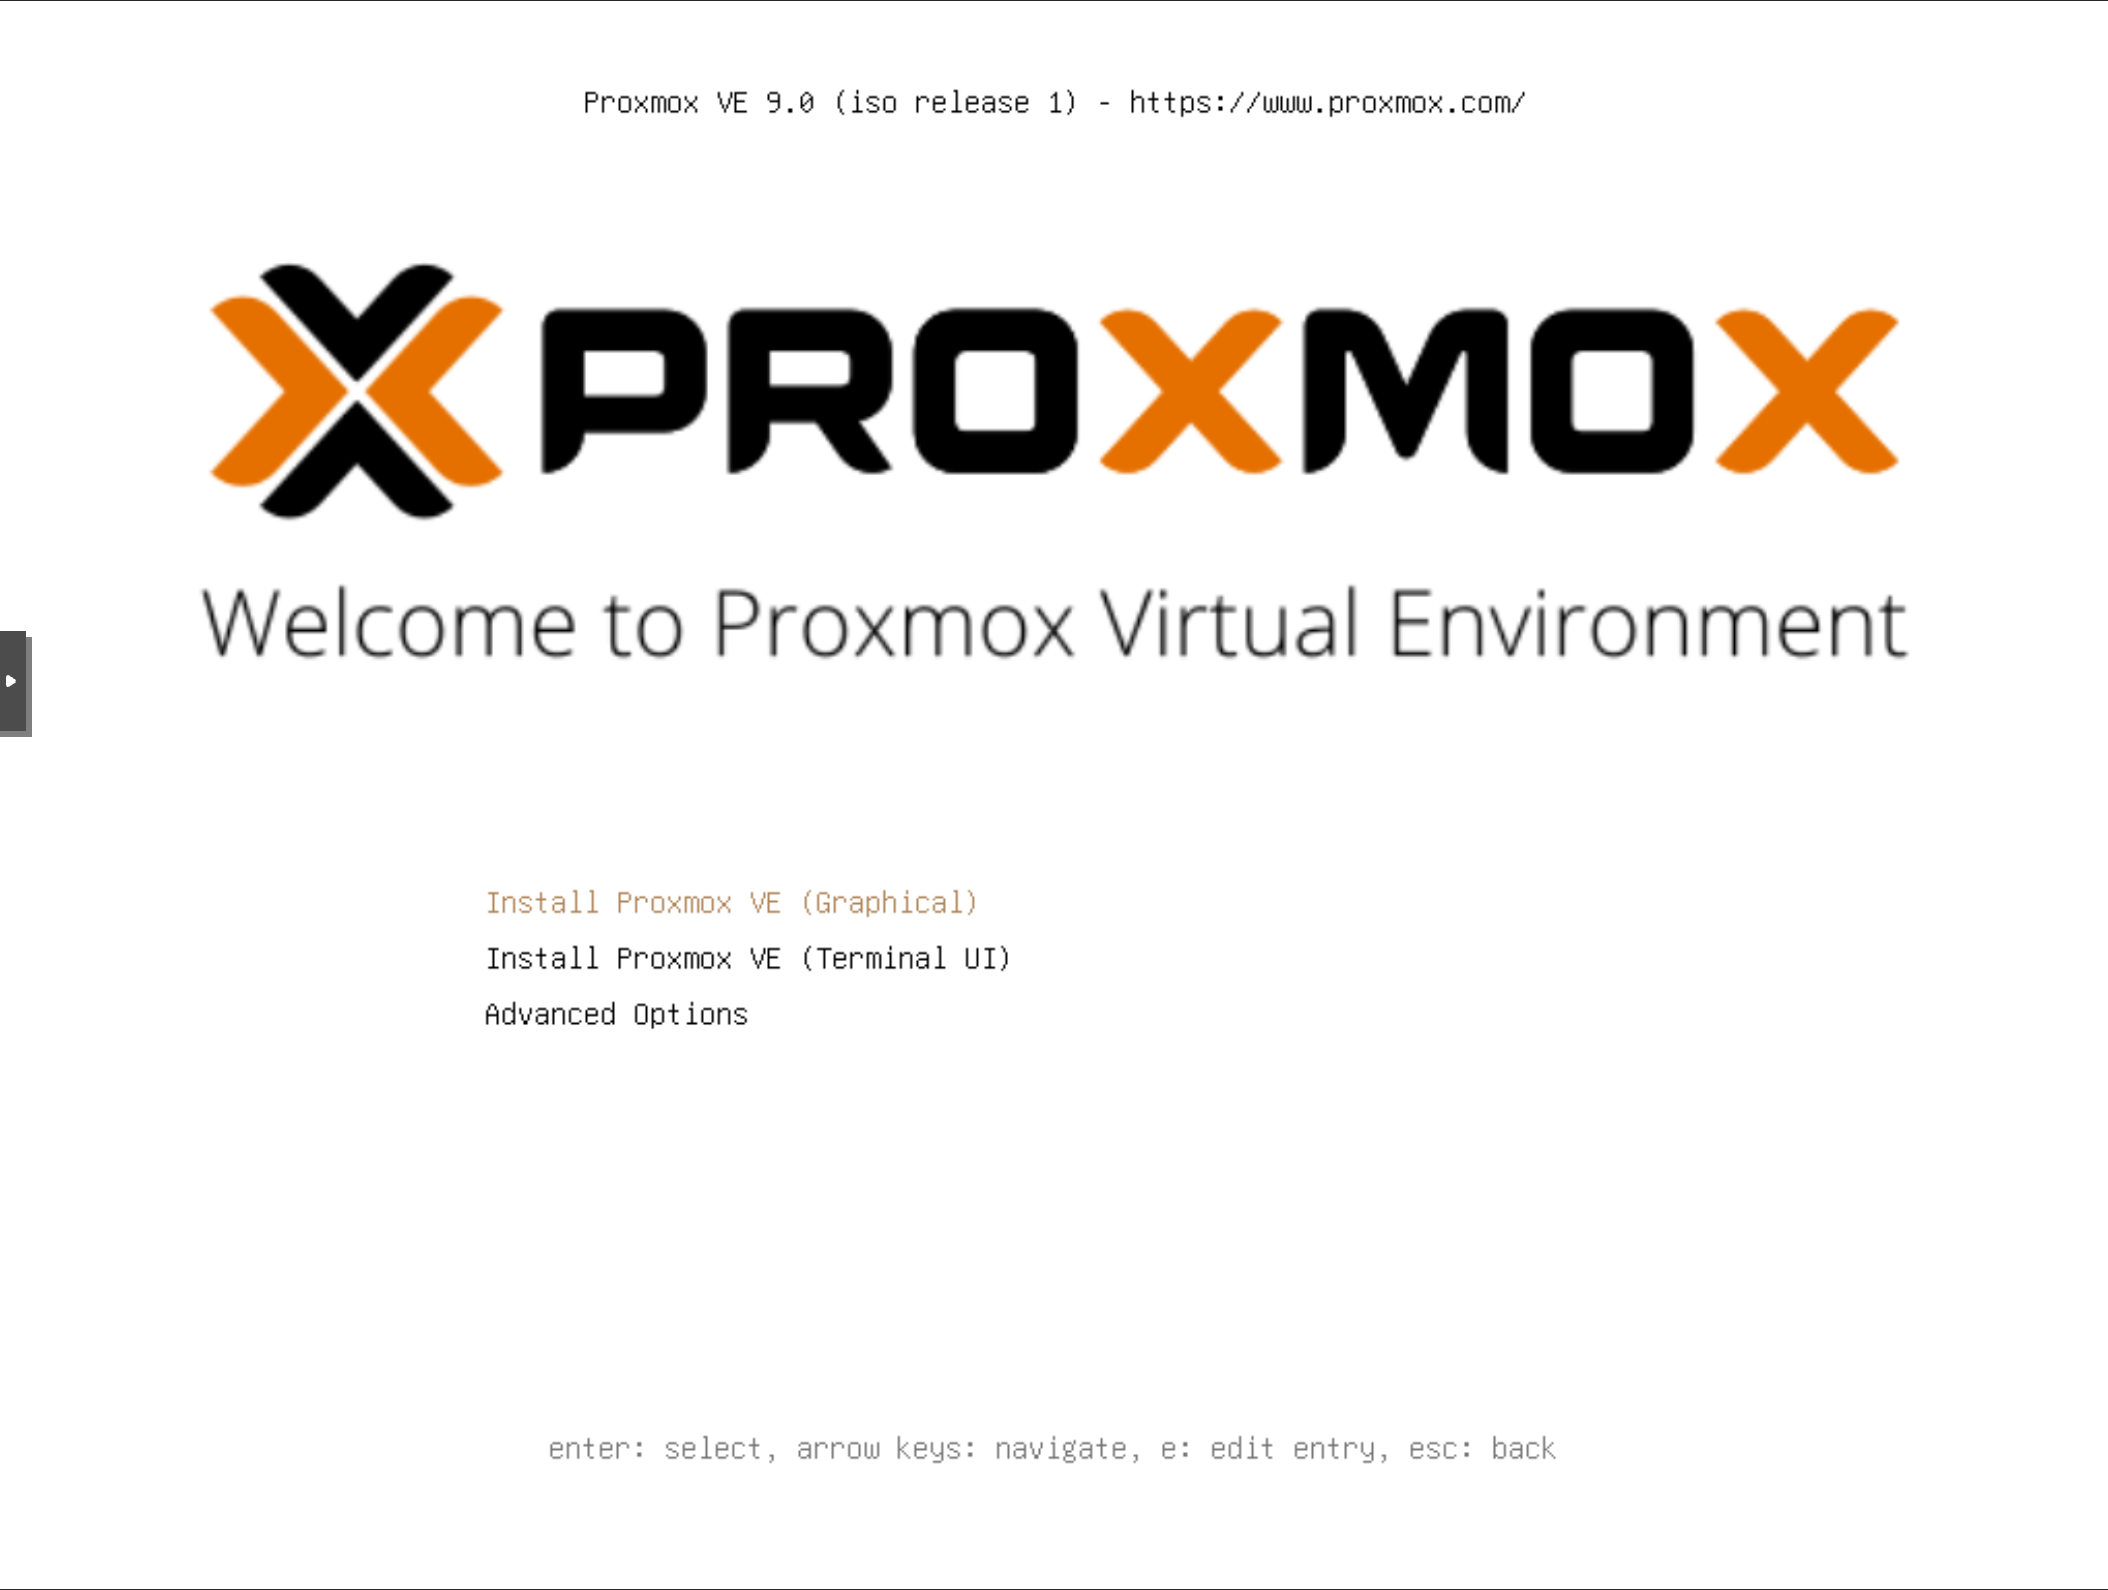 Proxmox VE 9.0 (iso release 1) - https://www.proxmox.com/
PROXMOX
Welcome to Proxmox Virtual Environment
Install Proxmox VE (Graphical)
Install Proxmox VE (Terminal UI)
Advanced Options
enter: select, arrow keys: navigate, e: edit entry, esc: back